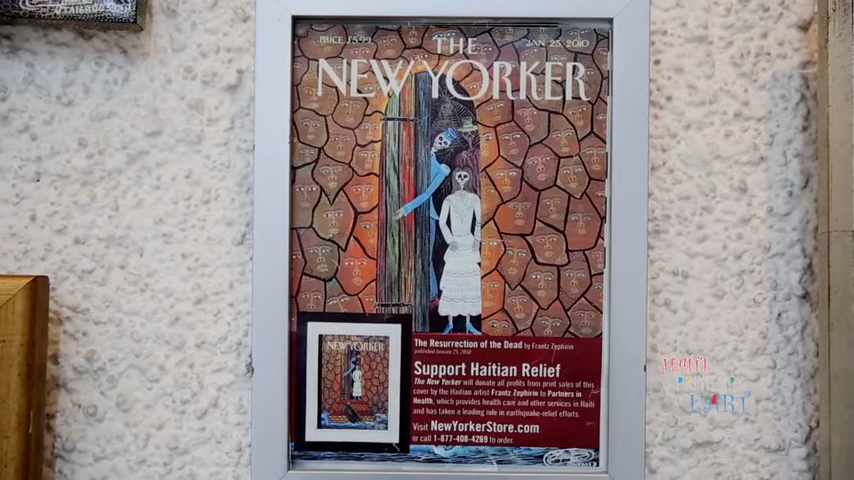 PRICE $5.99
THE
JAN. 25, 2010
NEW YORKER
The Resurrection of the Dead by Frantz Zephirin
published January 25, 2010
Support Haitian Relief
The New Yorker will donate all profits from print sales of this
cover by the Haitian artist Frantz Zephirin to Partners in
Health, which provides health care and other services in Haiti
and has taken a leading role in earthquake-relief efforts.
Visit NewYorkerStore.com
or call 1-877-408-4269 to order.
THE
NEW YORKER